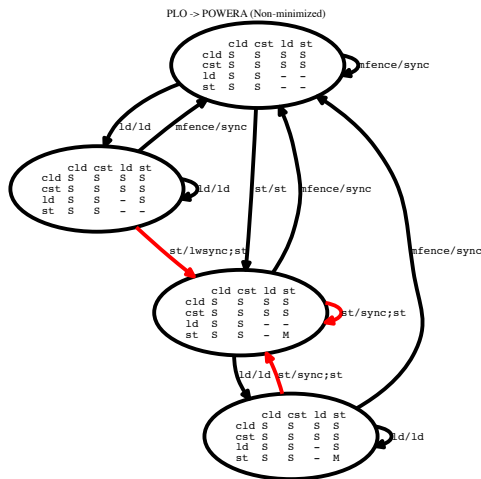 PLO -> POWERA (Non-minimized)
cld cst ld st
cld S S S S
cst S S S S
ld S S - -
st S S - -
mfence/sync
ld/ld
mfence/sync
cld cst ld st
cld S S S S
cst S S S S
ld S S - S
st S S - -
ld/ld
st/st
mfence/sync
mfence/sync
st/lwsync;st
cld cst ld st
cld S S S S
cst S S S S
ld S S - -
st S S - M
st/sync;st
ld/ld
st/sync;st
cld cst ld st
cld S S S S
cst S S S S
ld S S - S
st S S - M
ld/ld